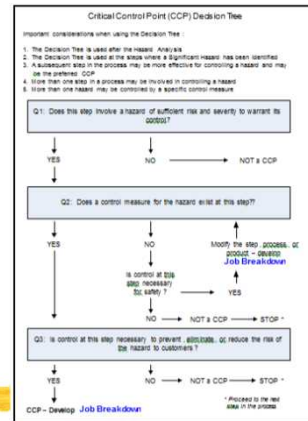 Critical Control Point (CCP) Decision Tree
Important considerations when using the Decision Tree :
1. The Decision Tree is used after the Hazard Analysis
2. The Decision Tree is used at the steps where a Significant Hazard has been identified
3. A subsequent step in the process may be more effective for controlling a hazard and may
be the preferred CCP
4. More than one step in a process may be involved in controlling a hazard
5. More than one hazard may be controlled by a specific control measure
Q1: Does this step involve a hazard of sufficient risk and severity to warrant its
control?
YES NO NOT a CCP
Q2: Does a control measure for the hazard exist at this step??
YES NO Modify the step, process, or
product – develop
Job Breakdown
Is control at this
step necessary
for safety ? YES
NO NOT a CCP STOP *
Q3: Is control at this step necessary to prevent, eliminate, or reduce the risk of
the hazard to customers ?
YES NO NOT a CCP STOP *
* Proceed to the next
step in the process
CCP – Develop Job Breakdown